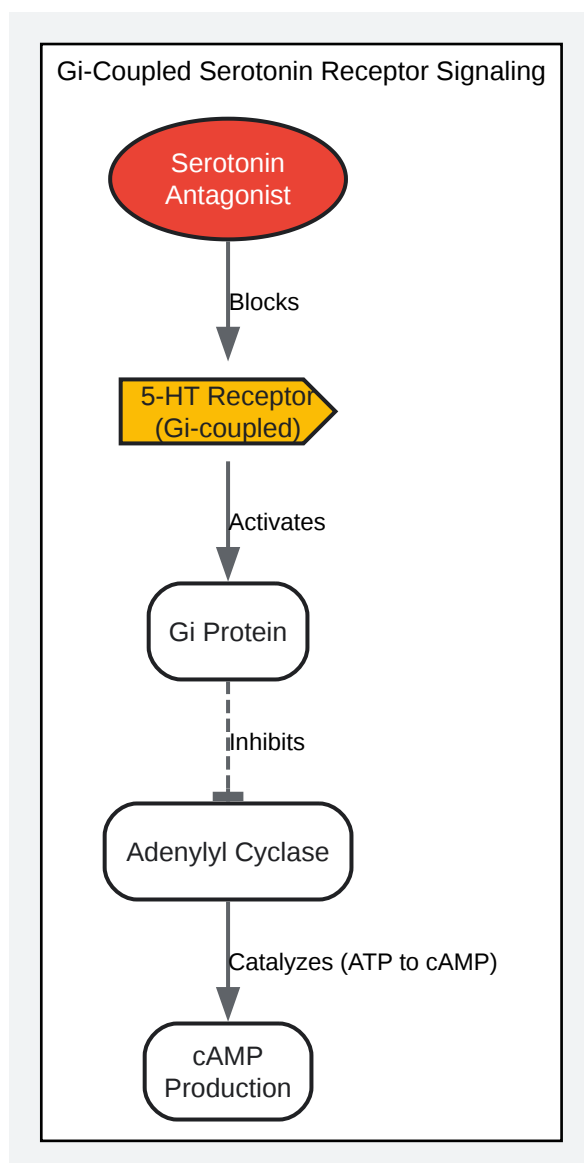 Gi-Coupled Serotonin Receptor Signaling
Serotonin
Antagonist
Blocks
5-HT Receptor
(Gi-coupled)
Activates
Gi Protein
Inhibits
Adenylyl Cyclase
Catalyzes (ATP to cAMP)
cAMP
Production